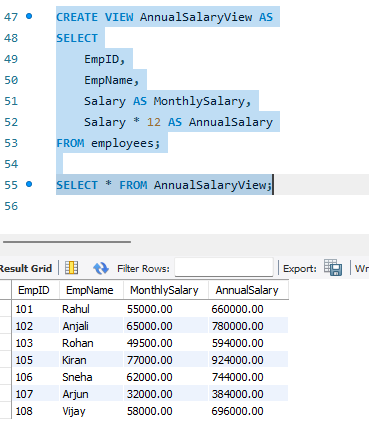 47 CREATE VIEW AnnualSalaryView AS
48 SELECT
49 EmpID,
50 EmpName,
51 Salary AS MonthlySalary,
52 Salary * 12 AS AnnualSalary
53 FROM employees;
54
55 SELECT * FROM AnnualSalaryView;
56
Result Grid Filter Rows: Export: Wr
EmpID EmpName MonthlySalary AnnualSalary
101 Rahul 55000.00 660000.00
102 Anjali 65000.00 780000.00
103 Rohan 49500.00 594000.00
105 Kiran 77000.00 924000.00
106 Sneha 62000.00 744000.00
107 Arjun 32000.00 384000.00
108 Vijay 58000.00 696000.00